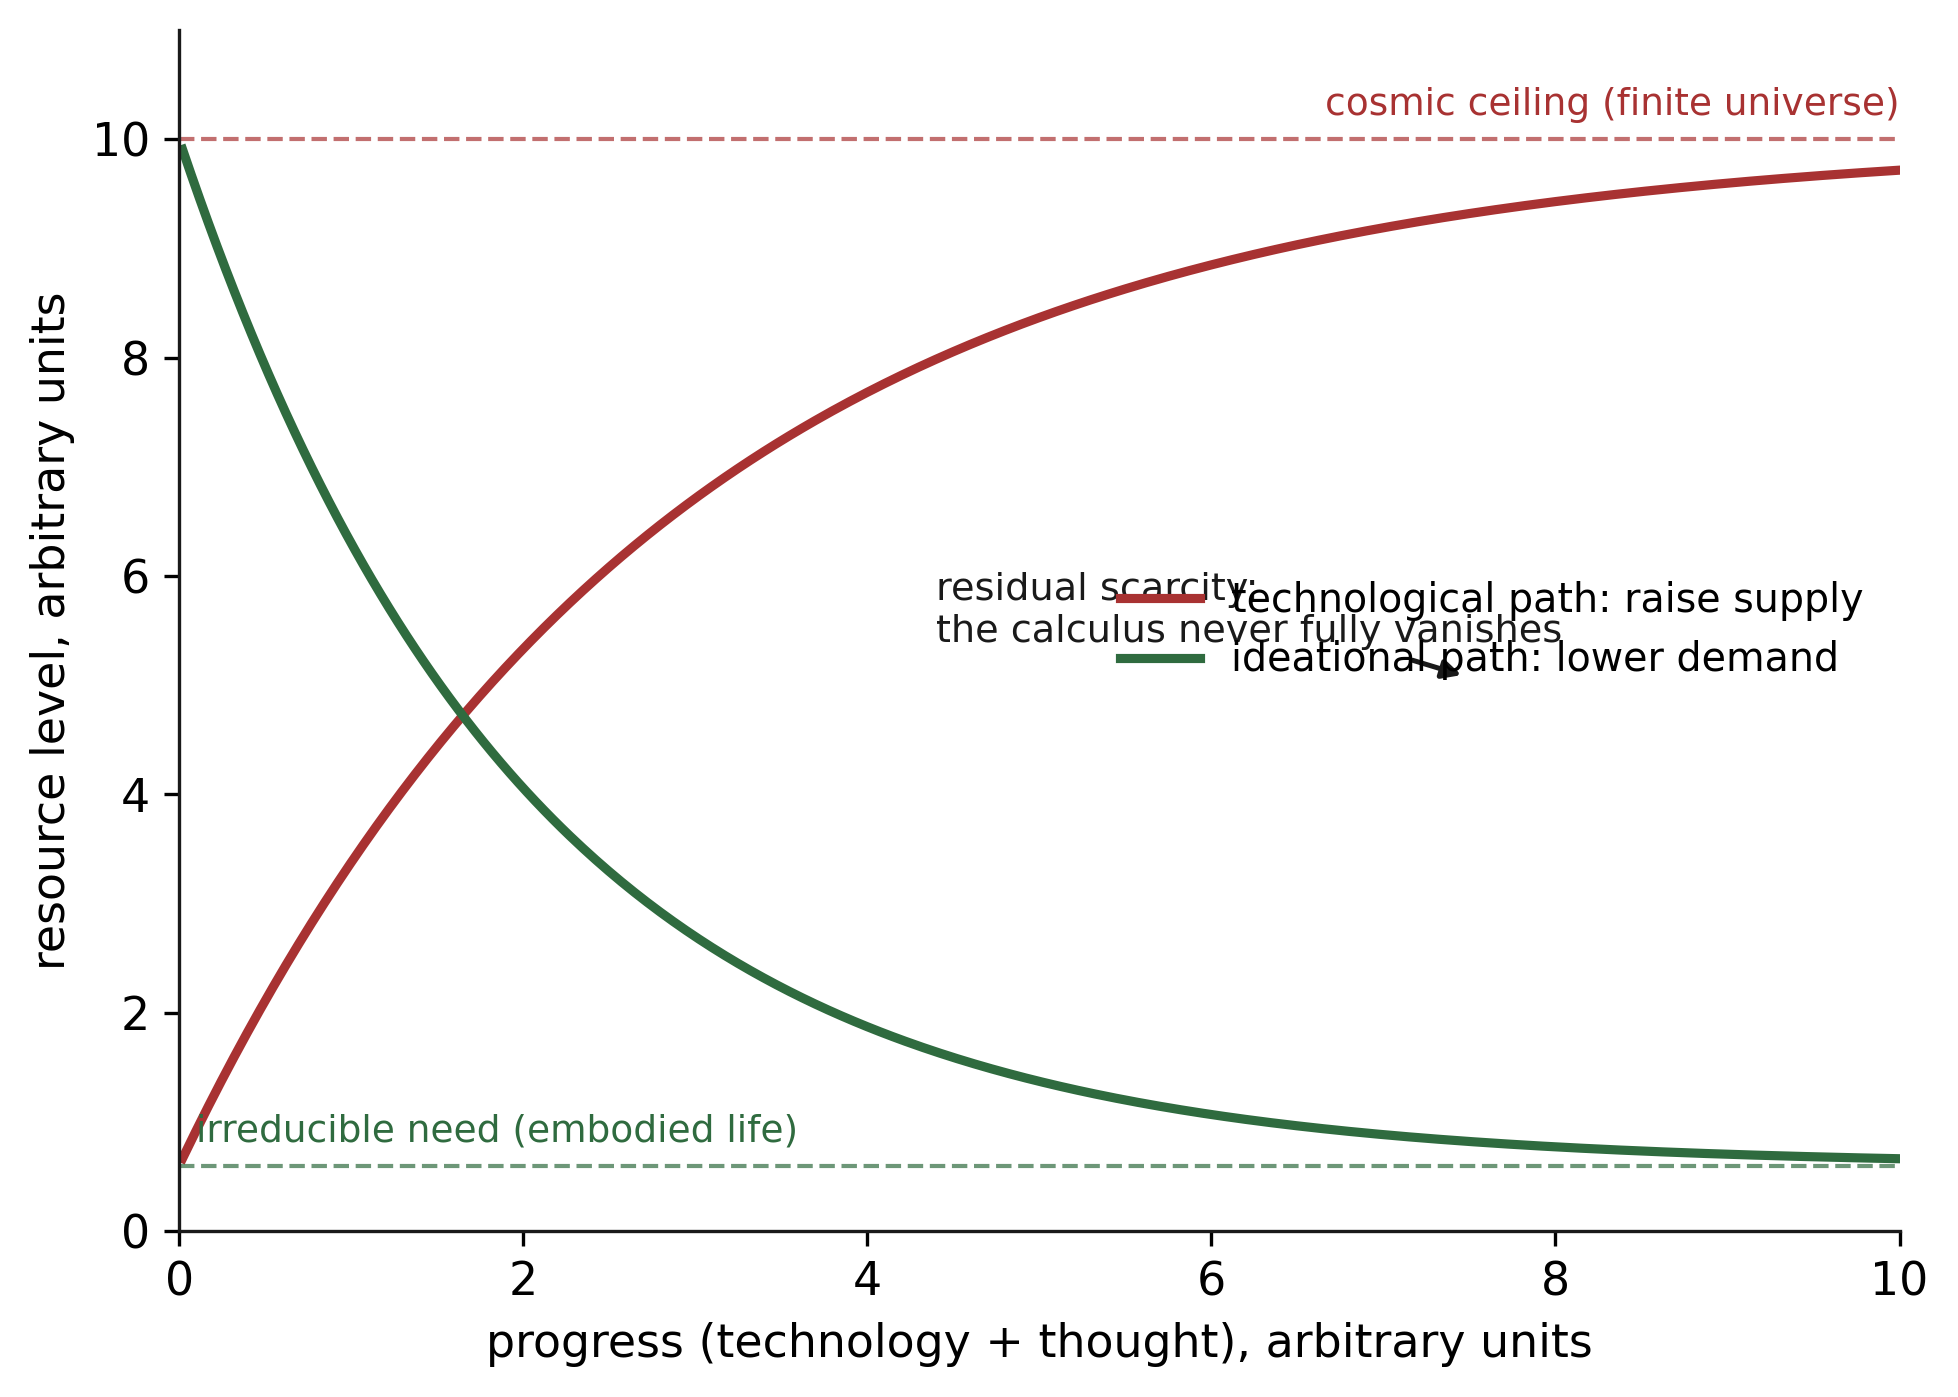 cosmic ceiling (finite universe)
10
8
6
4
2
0
resource level, arbitrary units
residual scarcity:
the calculus never fully vanishes
technological path: raise supply
ideational path: lower demand
irreducible need (embodied life)
0 2 4 6 8 10
progress (technology + thought), arbitrary units